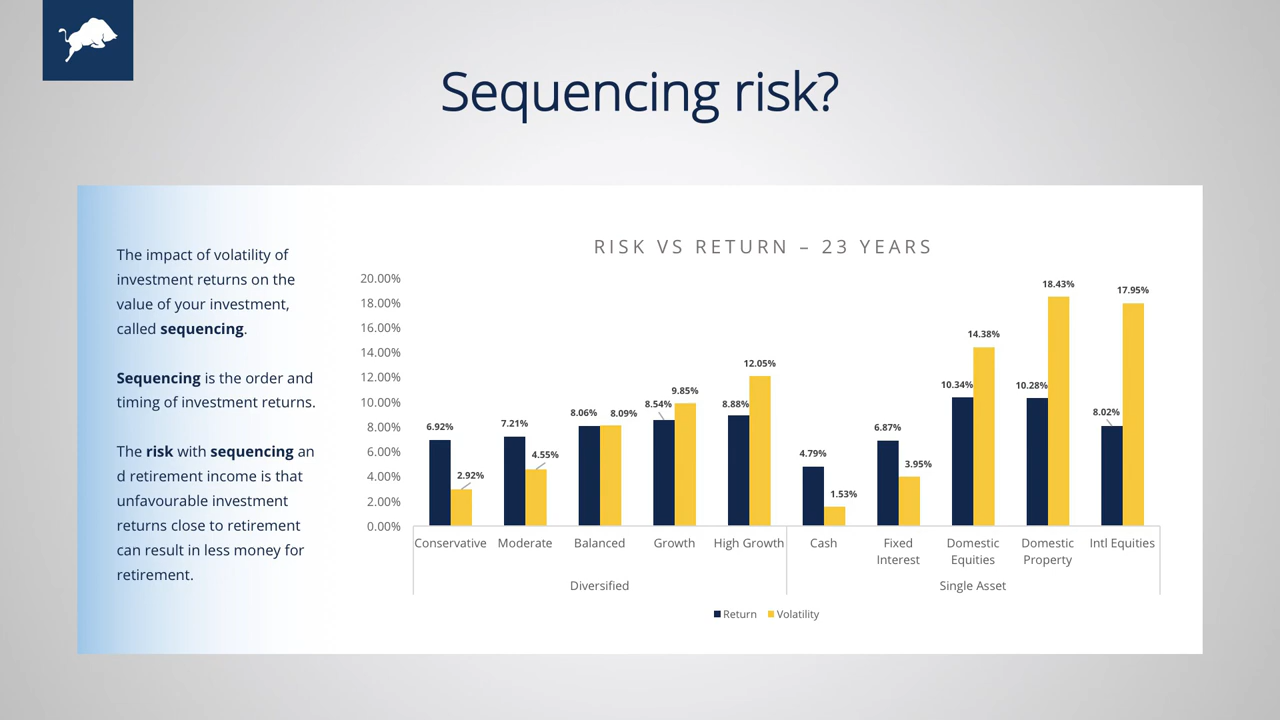 Sequencing risk?
The impact of volatility of
investment returns on the
value of your investment,
called sequencing.
Sequencing is the order and
timing of investment returns.
The risk with sequencing an
d retirement income is that
unfavourable investment
returns close to retirement
can result in less money for
retirement.
RISK VS RETURN – 23 YEARS
20.00%
18.00%
16.00%
14.00%
12.00%
10.00%
8.00%
6.00%
4.00%
2.00%
0.00%
6.92%
2.92%
7.21%
4.55%
8.06%
8.09%
8.54%
9.85%
8.88%
12.05%
4.79%
1.53%
6.87%
3.95%
10.34%
14.38%
10.28%
18.43%
8.02%
17.95%
Conservative
Moderate
Balanced
Growth
High Growth
Cash
Fixed
Interest
Domestic
Equities
Domestic
Property
Intl Equities
Diversified
Single Asset
Return
Volatility